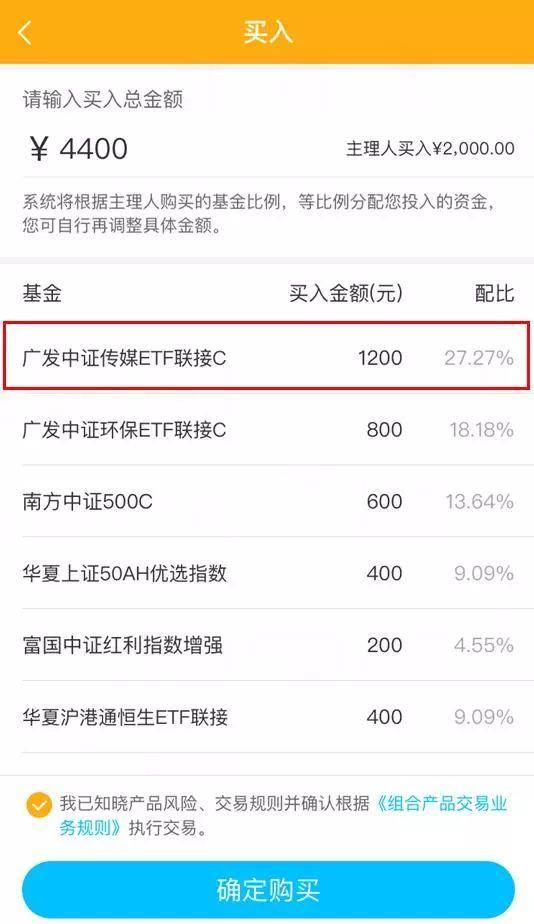 买入
请输入买入总金额
¥ 4400 主理人买入¥2,000.00
系统将根据主理人购买的基金比例，等比例分配您投入的资金，
您可自行再调整具体金额。
基金 买入金额(元) 配比
广发中证传媒ETF联接C 1200 27.27%
广发中证环保ETF联接C 800 18.18%
南方中证500C 600 13.64%
华夏上证50AH优选指数 400 9.09%
富国中证红利指数增强 200 4.55%
华夏沪港通恒生ETF联接 400 9.09%
我已知晓产品风险、交易规则并确认根据《组合产品交易业
务规则》执行交易。
确定购买